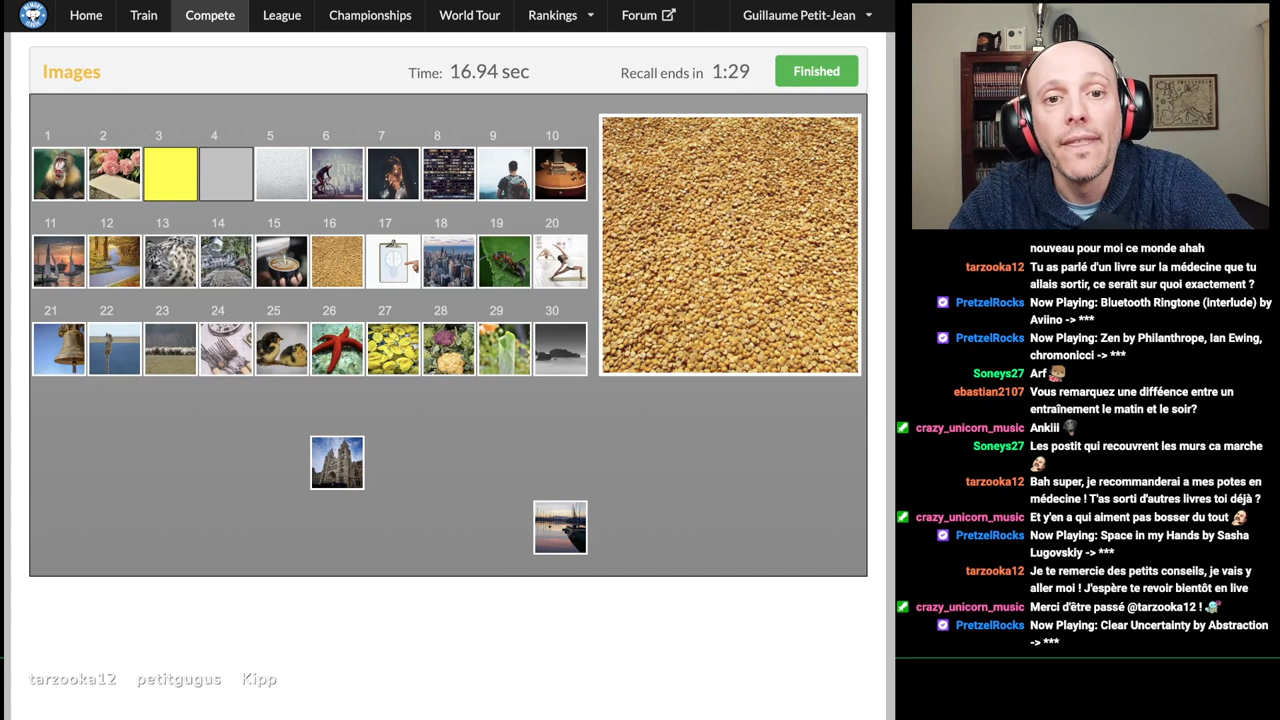 Home Train Compete League Championships World Tour Rankings Forum Guillaume Petit-Jean
Images Time: 16.94 sec Recall ends in 1:29 Finished
1 2 3 4 5 6 7 8 9 10
11 12 13 14 15 16 17 18 19 20
21 22 23 24 25 26 27 28 29 30
tarzooka12 petitgugus Kipp
nouveau pour moi ce monde ahah
tarzooka12 Tu as parlé d'un livre sur la médecine que tu
allais sortir, ce serait sur quoi exactement ?
PretzelRocks Now Playing: Bluetooth Ringtone (interlude) by
Aviino -> ***
PretzelRocks Now Playing: Zen by Philanthrope, Ian Ewing,
chromonicci -> ***
Soneys27 Arf
ebastian2107 Vous remarquez une difféence entre un
entraînement le matin et le soir?
crazy_unicorn_music Ankiii
Soneys27 Les postit qui recouvrent les murs ca marche
tarzooka12 Bah super, je recommanderai a mes potes en
médecine ! T'as sorti d'autres livres toi déjà ?
crazy_unicorn_music Et y'en a qui aiment pas bosser du tout
PretzelRocks Now Playing: Space in my Hands by Sasha
Lugovskiy -> ***
tarzooka12 Je te remercie des petits conseils, je vais y
aller moi ! J'espère te revoir bientôt en live
crazy_unicorn_music Merci d'être passé @tarzooka12 !
PretzelRocks Now Playing: Clear Uncertainty by Abstraction
-> ***